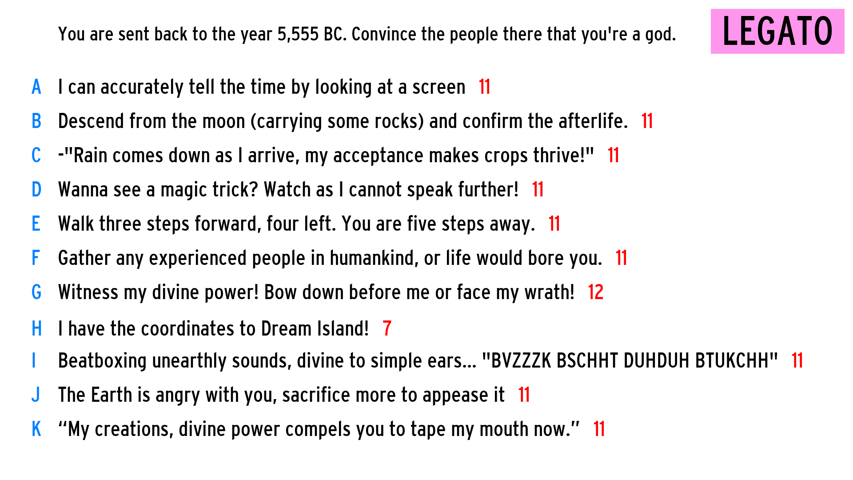 You are sent back to the year 5,555 BC. Convince the people there that you're a god.
LEGATO
A I can accurately tell the time by looking at a screen 11
B Descend from the moon (carrying some rocks) and confirm the afterlife. 11
C -"Rain comes down as I arrive, my acceptance makes crops thrive!" 11
D Wanna see a magic trick? Watch as I cannot speak further! 11
E Walk three steps forward, four left. You are five steps away. 11
F Gather any experienced people in humankind, or life would bore you. 11
G Witness my divine power! Bow down before me or face my wrath! 12
H I have the coordinates to Dream Island! 7
I Beatboxing unearthly sounds, divine to simple ears... "BVZZZK BSCHHT DUHDUH BTUKCHH" 11
J The Earth is angry with you, sacrifice more to appease it 11
K “My creations, divine power compels you to tape my mouth now.” 11